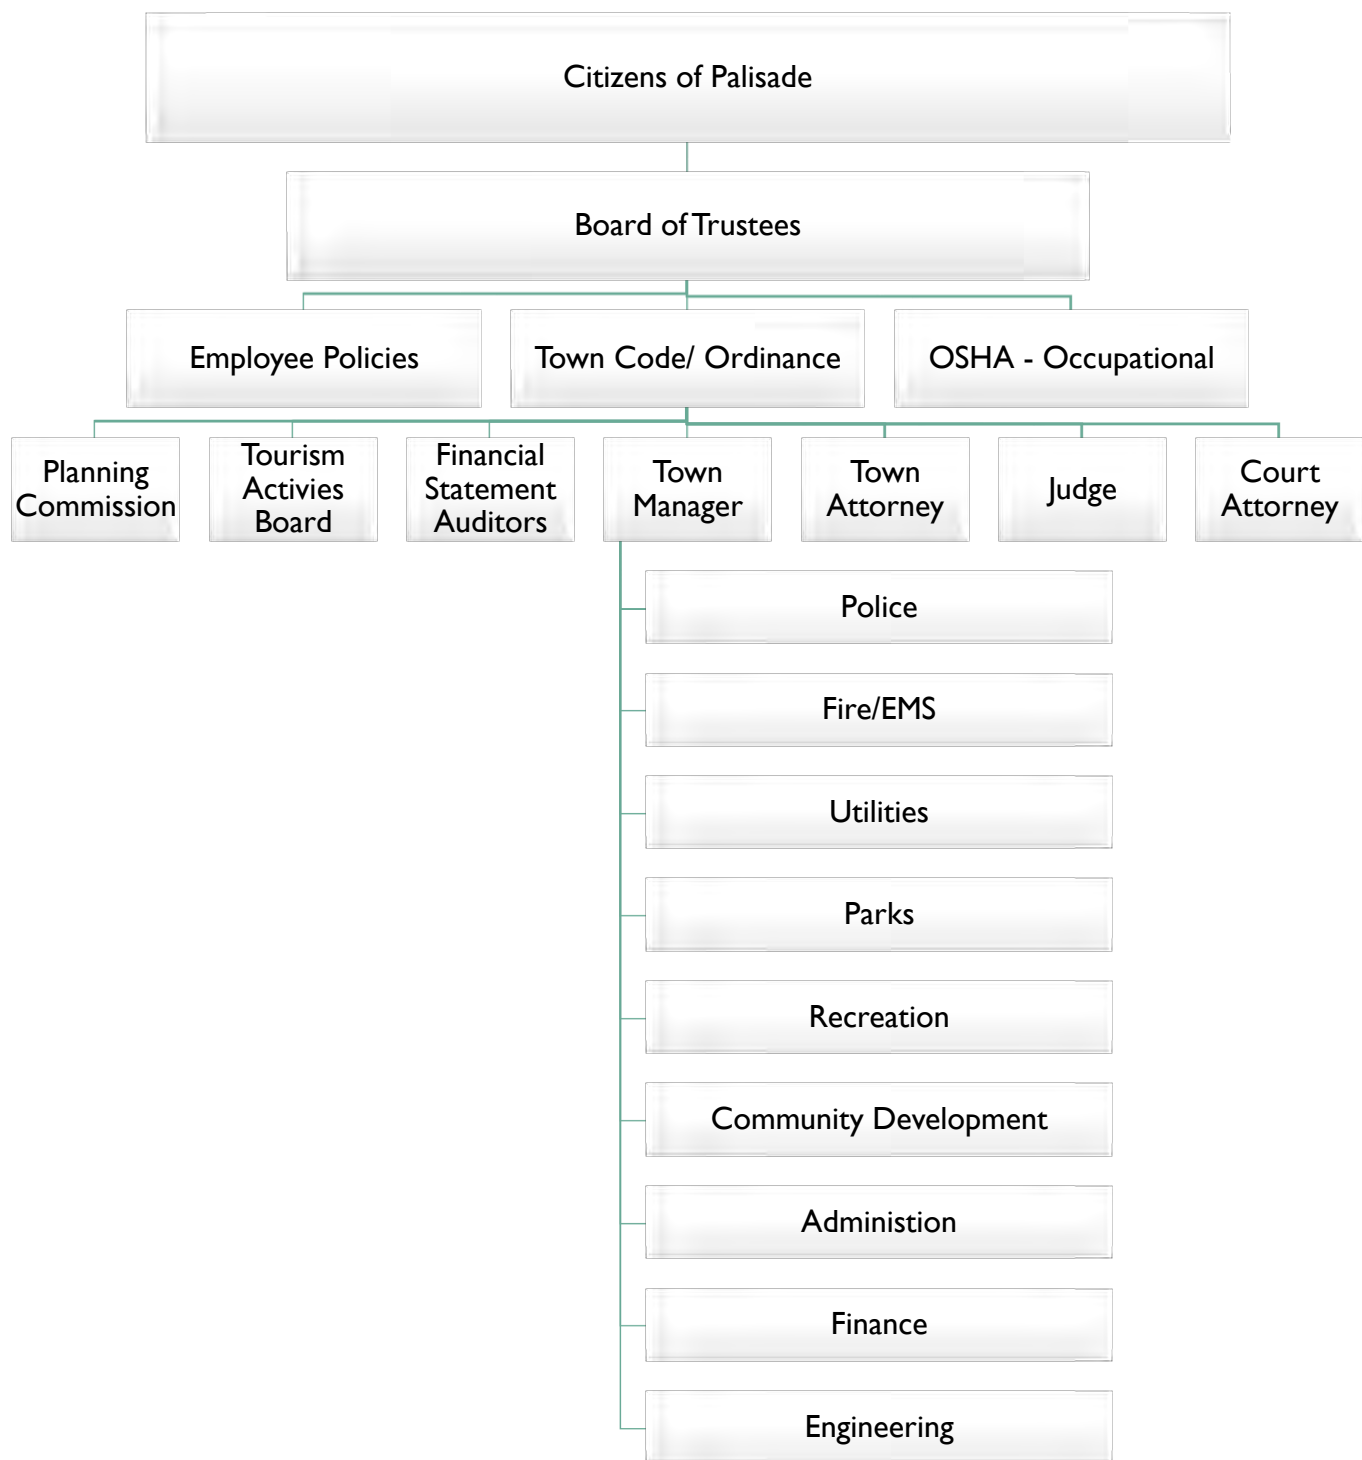 Citizens of Palisade
Board of Trustees
Employee Policies
Town Code/ Ordinance
OSHA - Occupational
Planning
Commission
Tourism
Activies
Board
Financial
Statement
Auditors
Town
Manager
Town
Attorney
Judge
Court
Attorney
Police
Fire/EMS
Utilities
Parks
Recreation
Community Development
Administion
Finance
Engineering